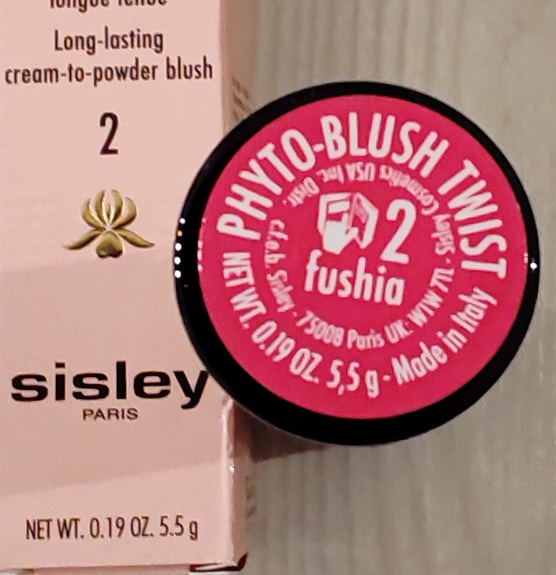 longue tenue
Long-lasting
cream-to-powder blush
2
sisley
PARIS
NET WT. 0.19 OZ. 5.5 g
PHYTO-BLUSH TWIST
NET WT. 0.19 OZ. 5,5 g - Made in Italy
Sisley Cosmetics USA Inc. Distr.
c.f.e.b. Sisley - 75008 Paris UK: W1W 7TL
2
fushia